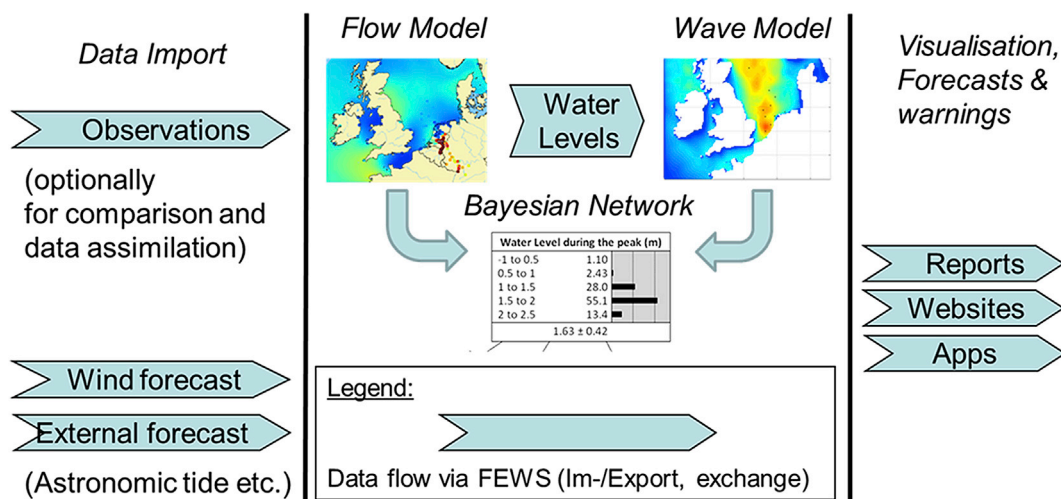 Data Import
Observations
(optionally
for comparison and
data assimilation)
Wind forecast
External forecast
(Astronomic tide etc.)
Flow Model
Wave Model
Water
Levels
Bayesian Network
Water Level during the peak (m)
-1 to 0.5 1.10
0.5 to 1 2.43
1 to 1.5 28.0
1.5 to 2 55.1
2 to 2.5 13.4
1.63 ± 0.42
Legend:
Data flow via FEWS (Im-/Export, exchange)
Visualisation,
Forecasts &
warnings
Reports
Websites
Apps